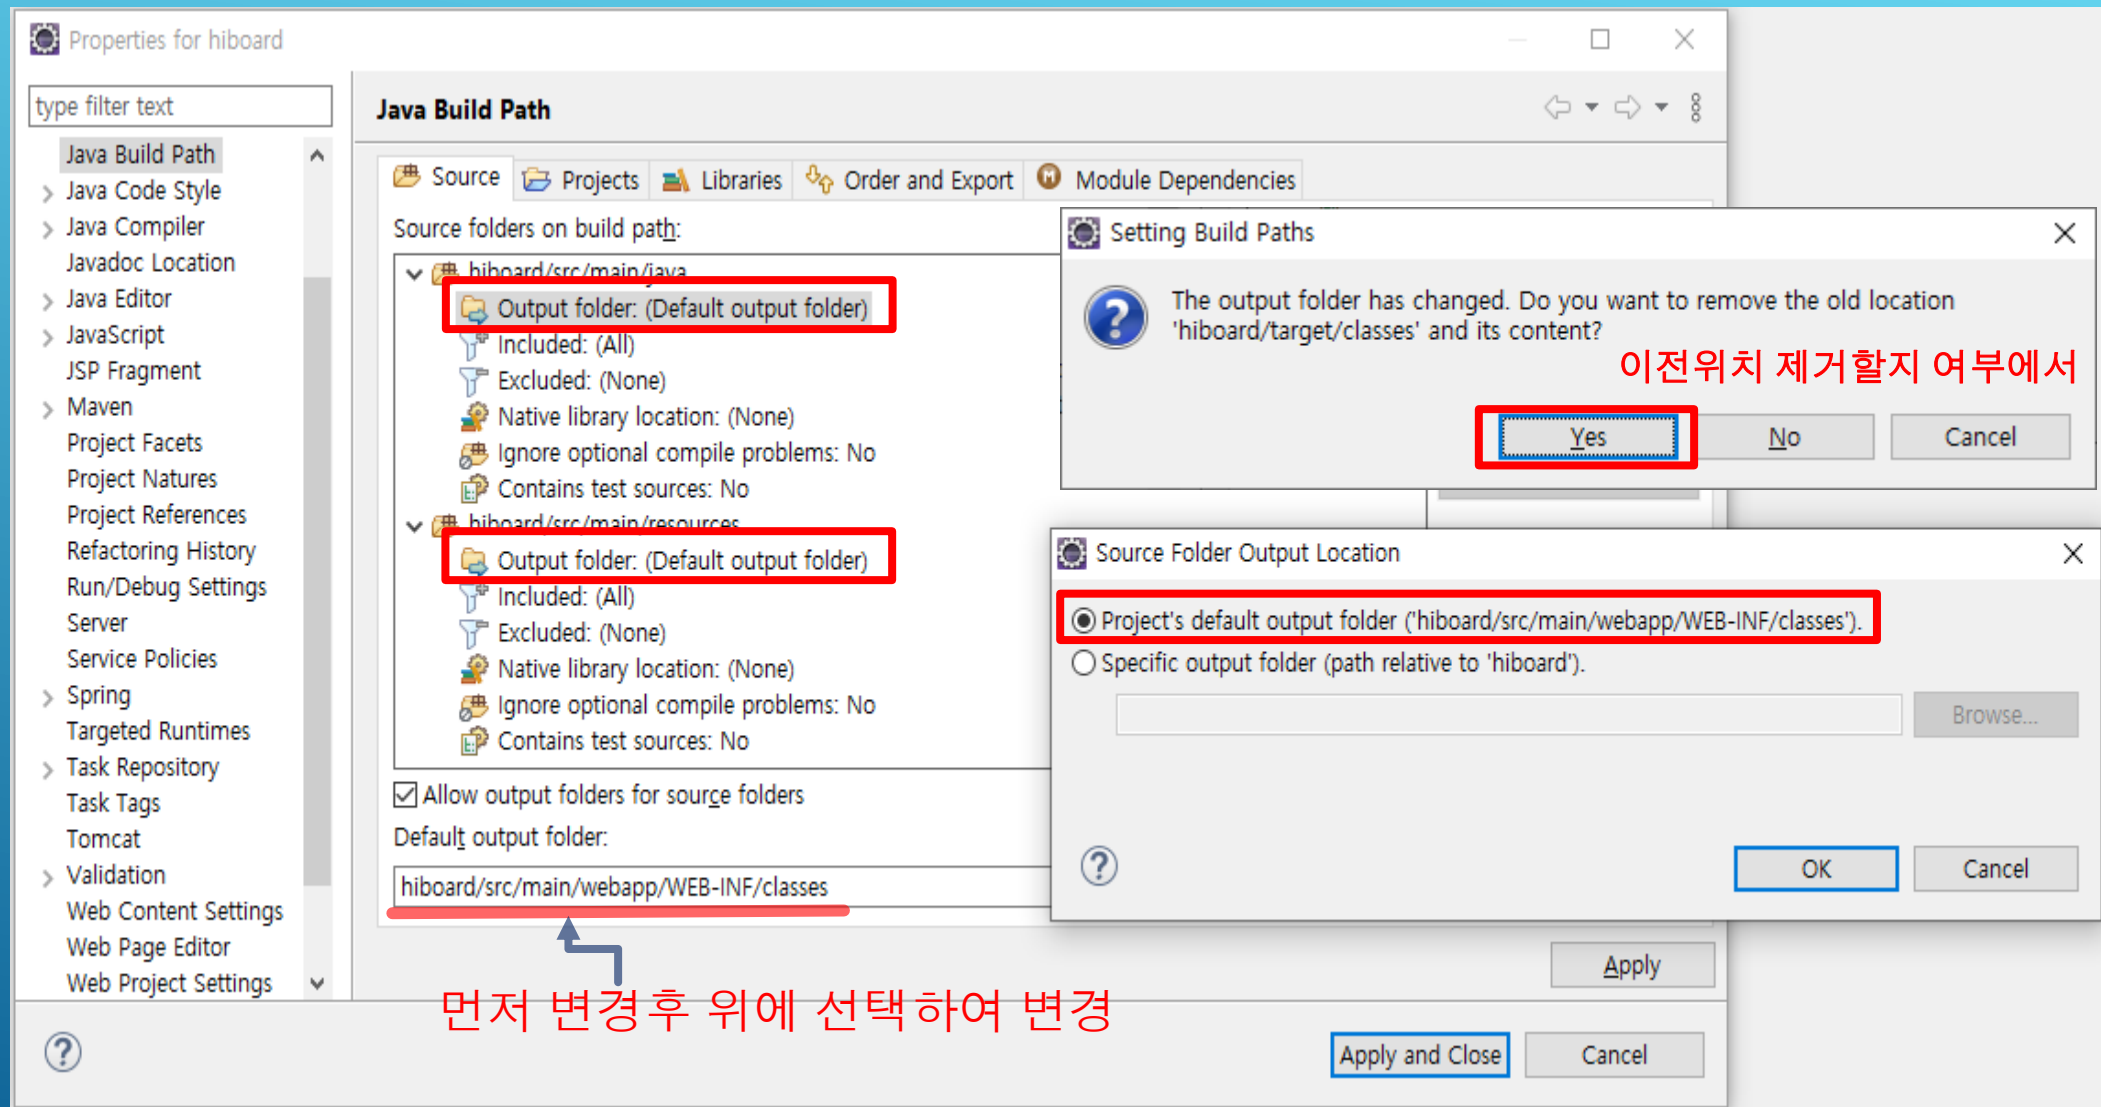 Properties for hiboard
type filter text
Java Build Path
Java Code Style
Java Compiler
Javadoc Location
Java Editor
JavaScript
JSP Fragment
Maven
Project Facets
Project Natures
Project References
Refactoring History
Run/Debug Settings
Server
Service Policies
Spring
Targeted Runtimes
Task Repository
Task Tags
Tomcat
Validation
Web Content Settings
Web Page Editor
Web Project Settings
Java Build Path
Source Projects Libraries Order and Export Module Dependencies
Source folders on build path:
hiboard/src/main/java
Output folder: (Default output folder)
Included: (All)
Excluded: (None)
Native library location: (None)
Ignore optional compile problems: No
Contains test sources: No
hiboard/src/main/resources
Output folder: (Default output folder)
Included: (All)
Excluded: (None)
Native library location: (None)
Ignore optional compile problems: No
Contains test sources: No
Allow output folders for source folders
Default output folder:
hiboard/src/main/webapp/WEB-INF/classes
먼저 변경후 위에 선택하여 변경
Apply
Apply and Close Cancel
Setting Build Paths
The output folder has changed. Do you want to remove the old location
'hiboard/target/classes' and its content?
이전위치 제거할지 여부에서
Yes No Cancel
Source Folder Output Location
Project's default output folder ('hiboard/src/main/webapp/WEB-INF/classes').
Specific output folder (path relative to 'hiboard').
Browse...
OK Cancel